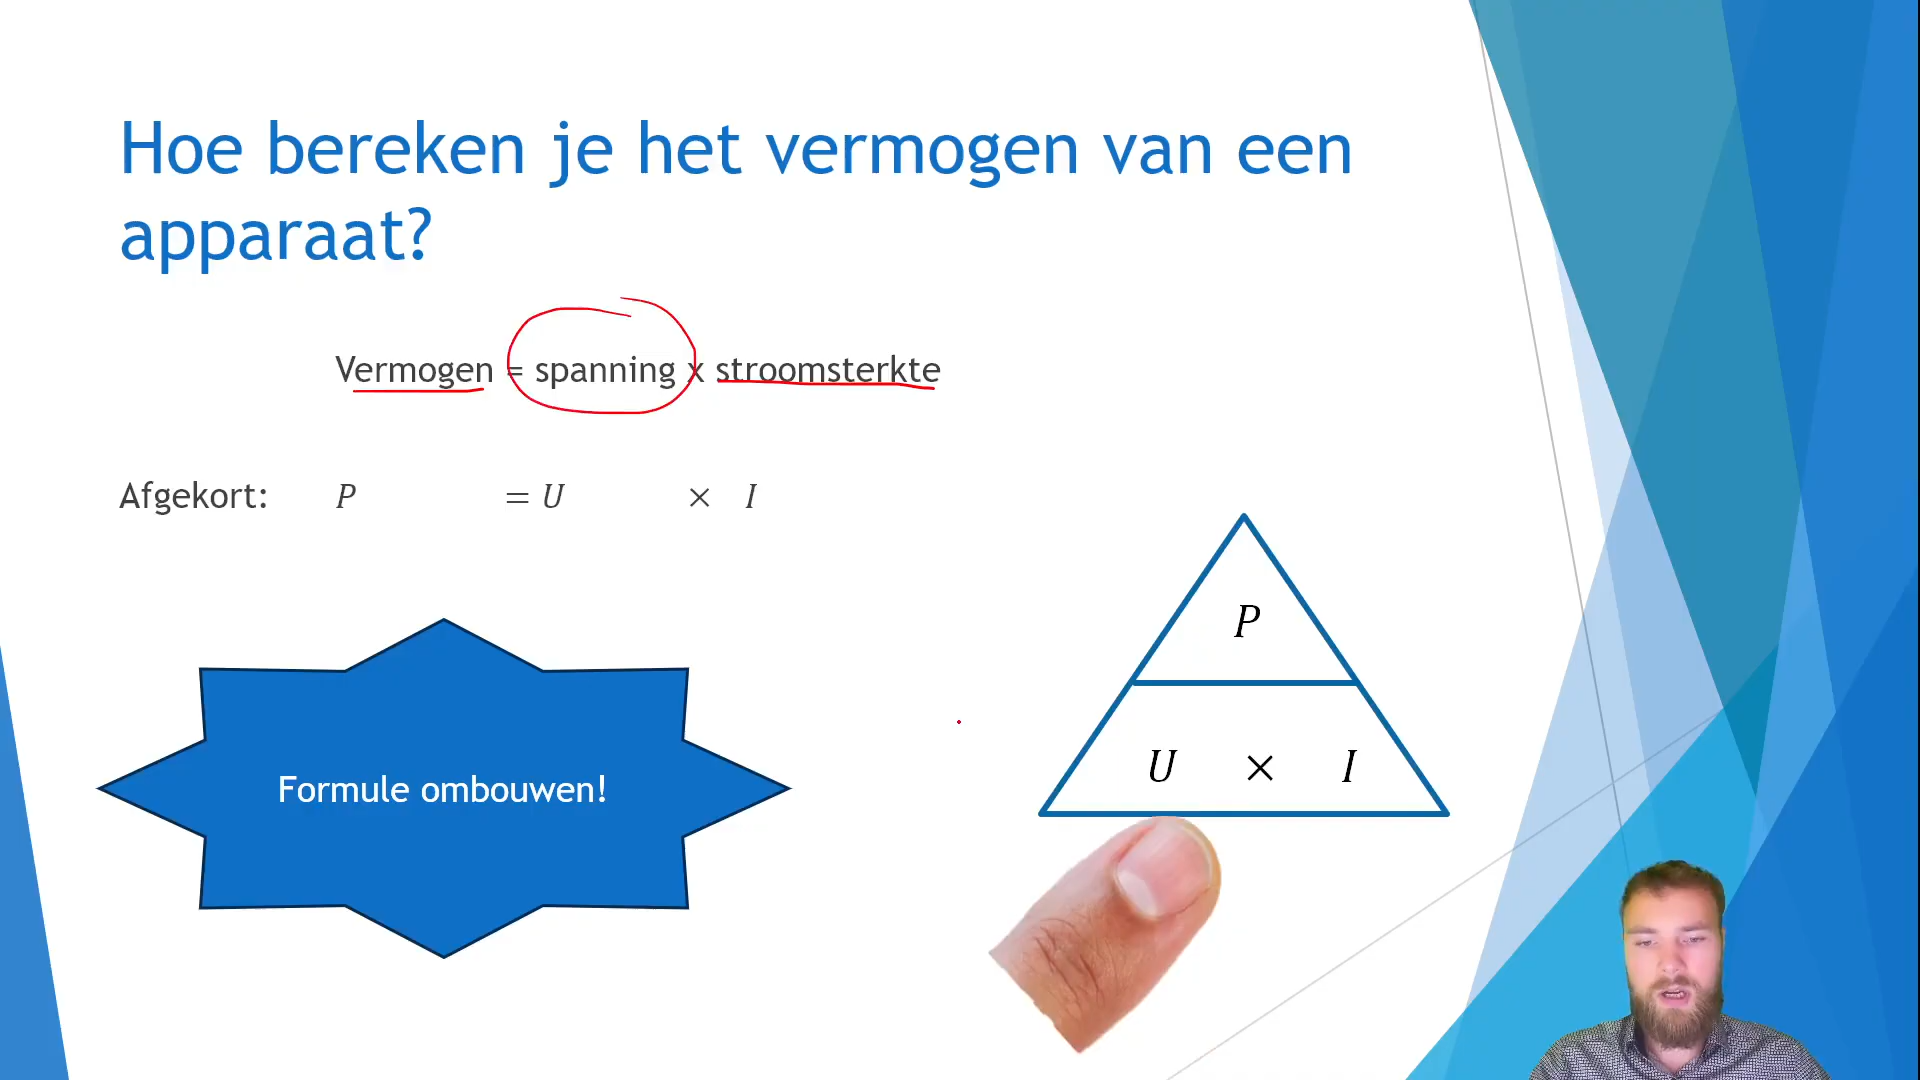 Hoe bereken je het vermogen van een
apparaat?
Vermogen = spanning x stroomsterkte
Afgekort: P = U × I
P
U × I
Formule ombouwen!